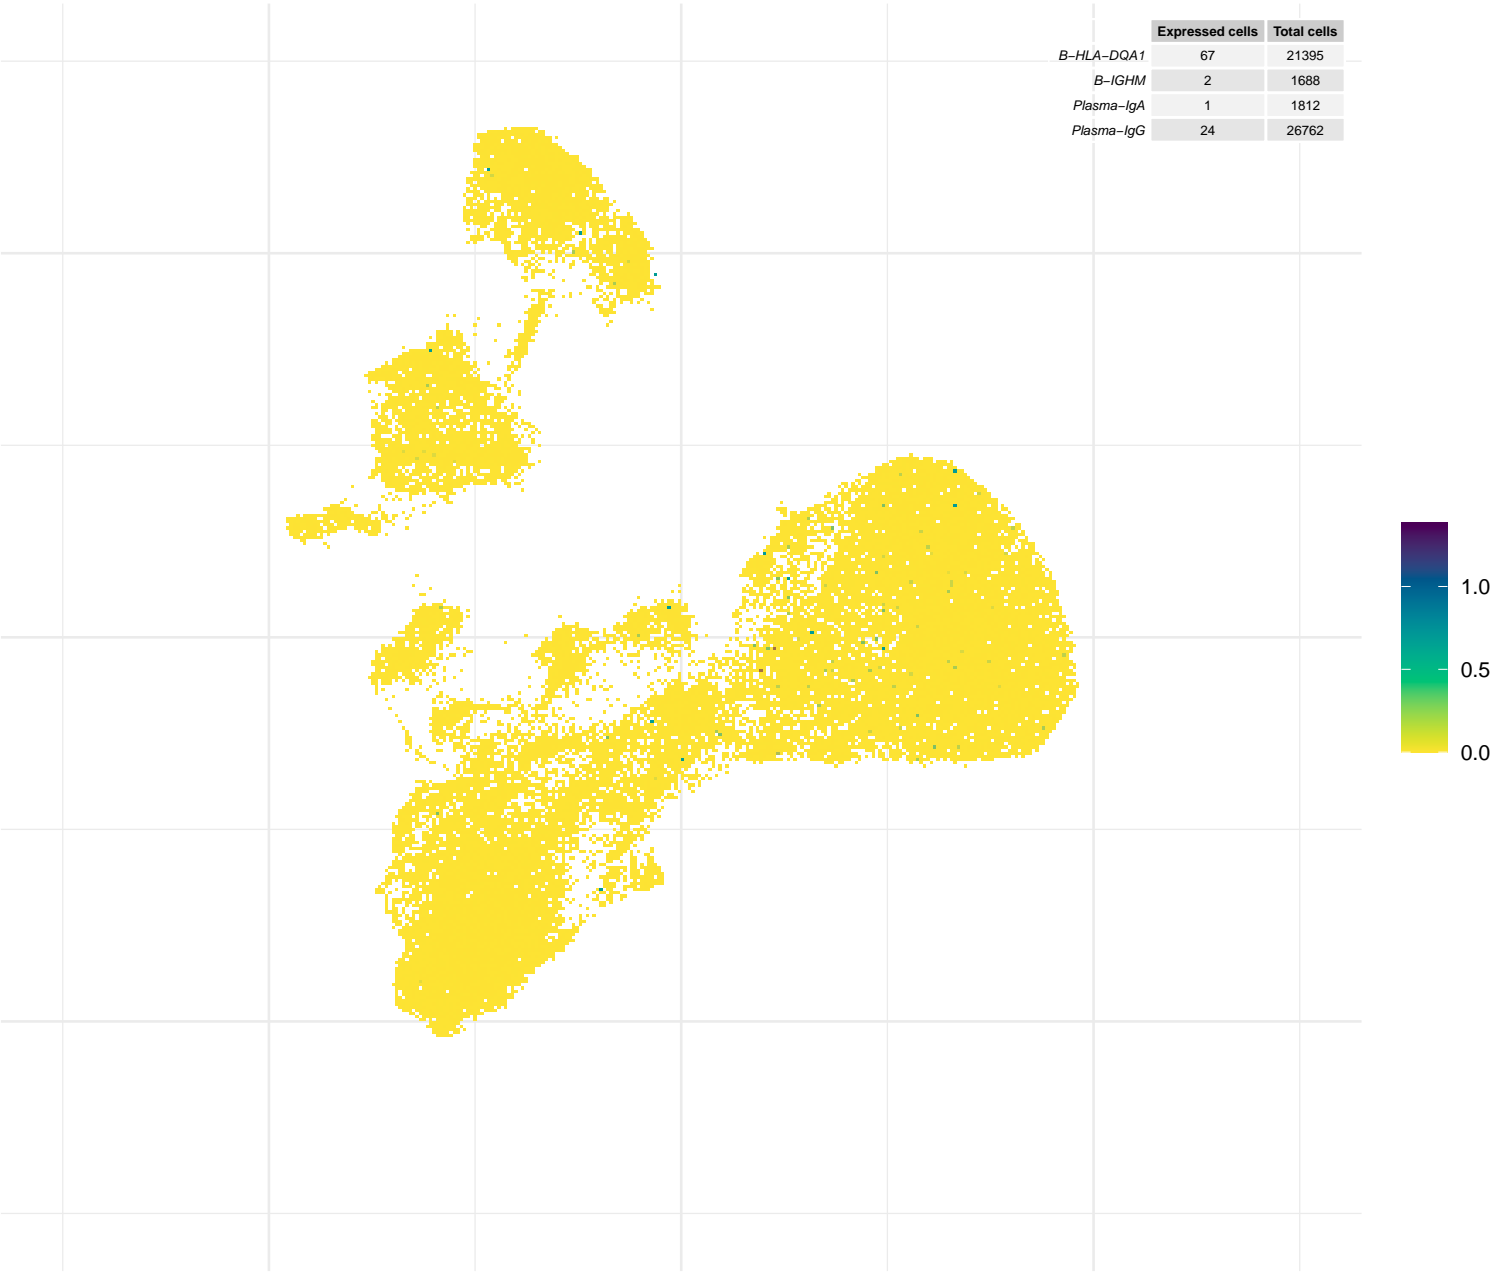 Expressed cells Total cells
B−HLA−DQA1 67 21395
B−IGHM 2 1688
Plasma−IgA 1 1812
Plasma−IgG 24 26762
1.0
0.5
0.0